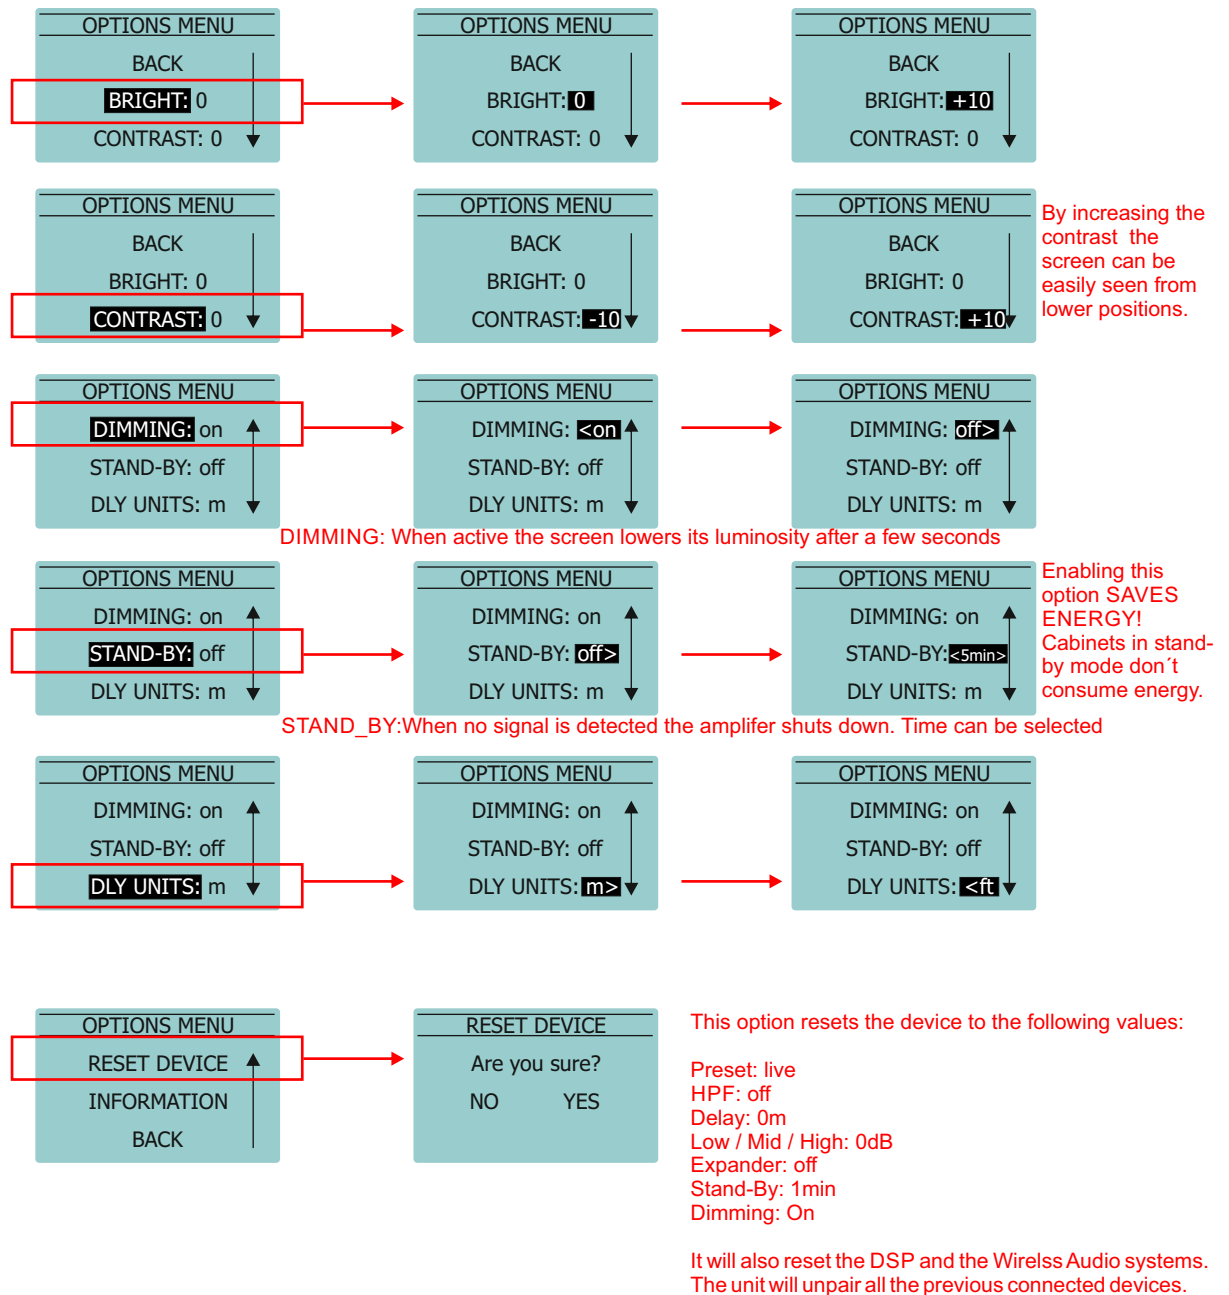 OPTIONS MENU
BACK
BRIGHT: 0
CONTRAST: 0
OPTIONS MENU
BACK
BRIGHT: 0
CONTRAST: 0
OPTIONS MENU
BACK
BRIGHT: +10
CONTRAST: 0
OPTIONS MENU
BACK
BRIGHT: 0
CONTRAST: 0
OPTIONS MENU
BACK
BRIGHT: 0
CONTRAST: -10
OPTIONS MENU
BACK
BRIGHT: 0
CONTRAST: +10
By increasing the
contrast the
screen can be
easily seen from
lower positions.
OPTIONS MENU
DIMMING: on
STAND-BY: off
DLY UNITS: m
OPTIONS MENU
DIMMING: <on
STAND-BY: off
DLY UNITS: m
OPTIONS MENU
DIMMING: off>
STAND-BY: off
DLY UNITS: m
DIMMING: When active the screen lowers its luminosity after a few seconds
OPTIONS MENU
DIMMING: on
STAND-BY: off
DLY UNITS: m
OPTIONS MENU
DIMMING: on
STAND-BY: off>
DLY UNITS: m
OPTIONS MENU
DIMMING: on
STAND-BY: <5min>
DLY UNITS: m
Enabling this
option SAVES
ENERGY!
Cabinets in stand-
by mode don´t
consume energy.
STAND_BY:When no signal is detected the amplifer shuts down. Time can be selected
OPTIONS MENU
DIMMING: on
STAND-BY: off
DLY UNITS: m
OPTIONS MENU
DIMMING: on
STAND-BY: off
DLY UNITS: m>
OPTIONS MENU
DIMMING: on
STAND-BY: off
DLY UNITS: <ft
OPTIONS MENU
RESET DEVICE
INFORMATION
BACK
RESET DEVICE
Are you sure?
NO YES
This option resets the device to the following values:
Preset: live
HPF: off
Delay: 0m
Low / Mid / High: 0dB
Expander: off
Stand-By: 1min
Dimming: On
It will also reset the DSP and the Wirelss Audio systems.
The unit will unpair all the previous connected devices.